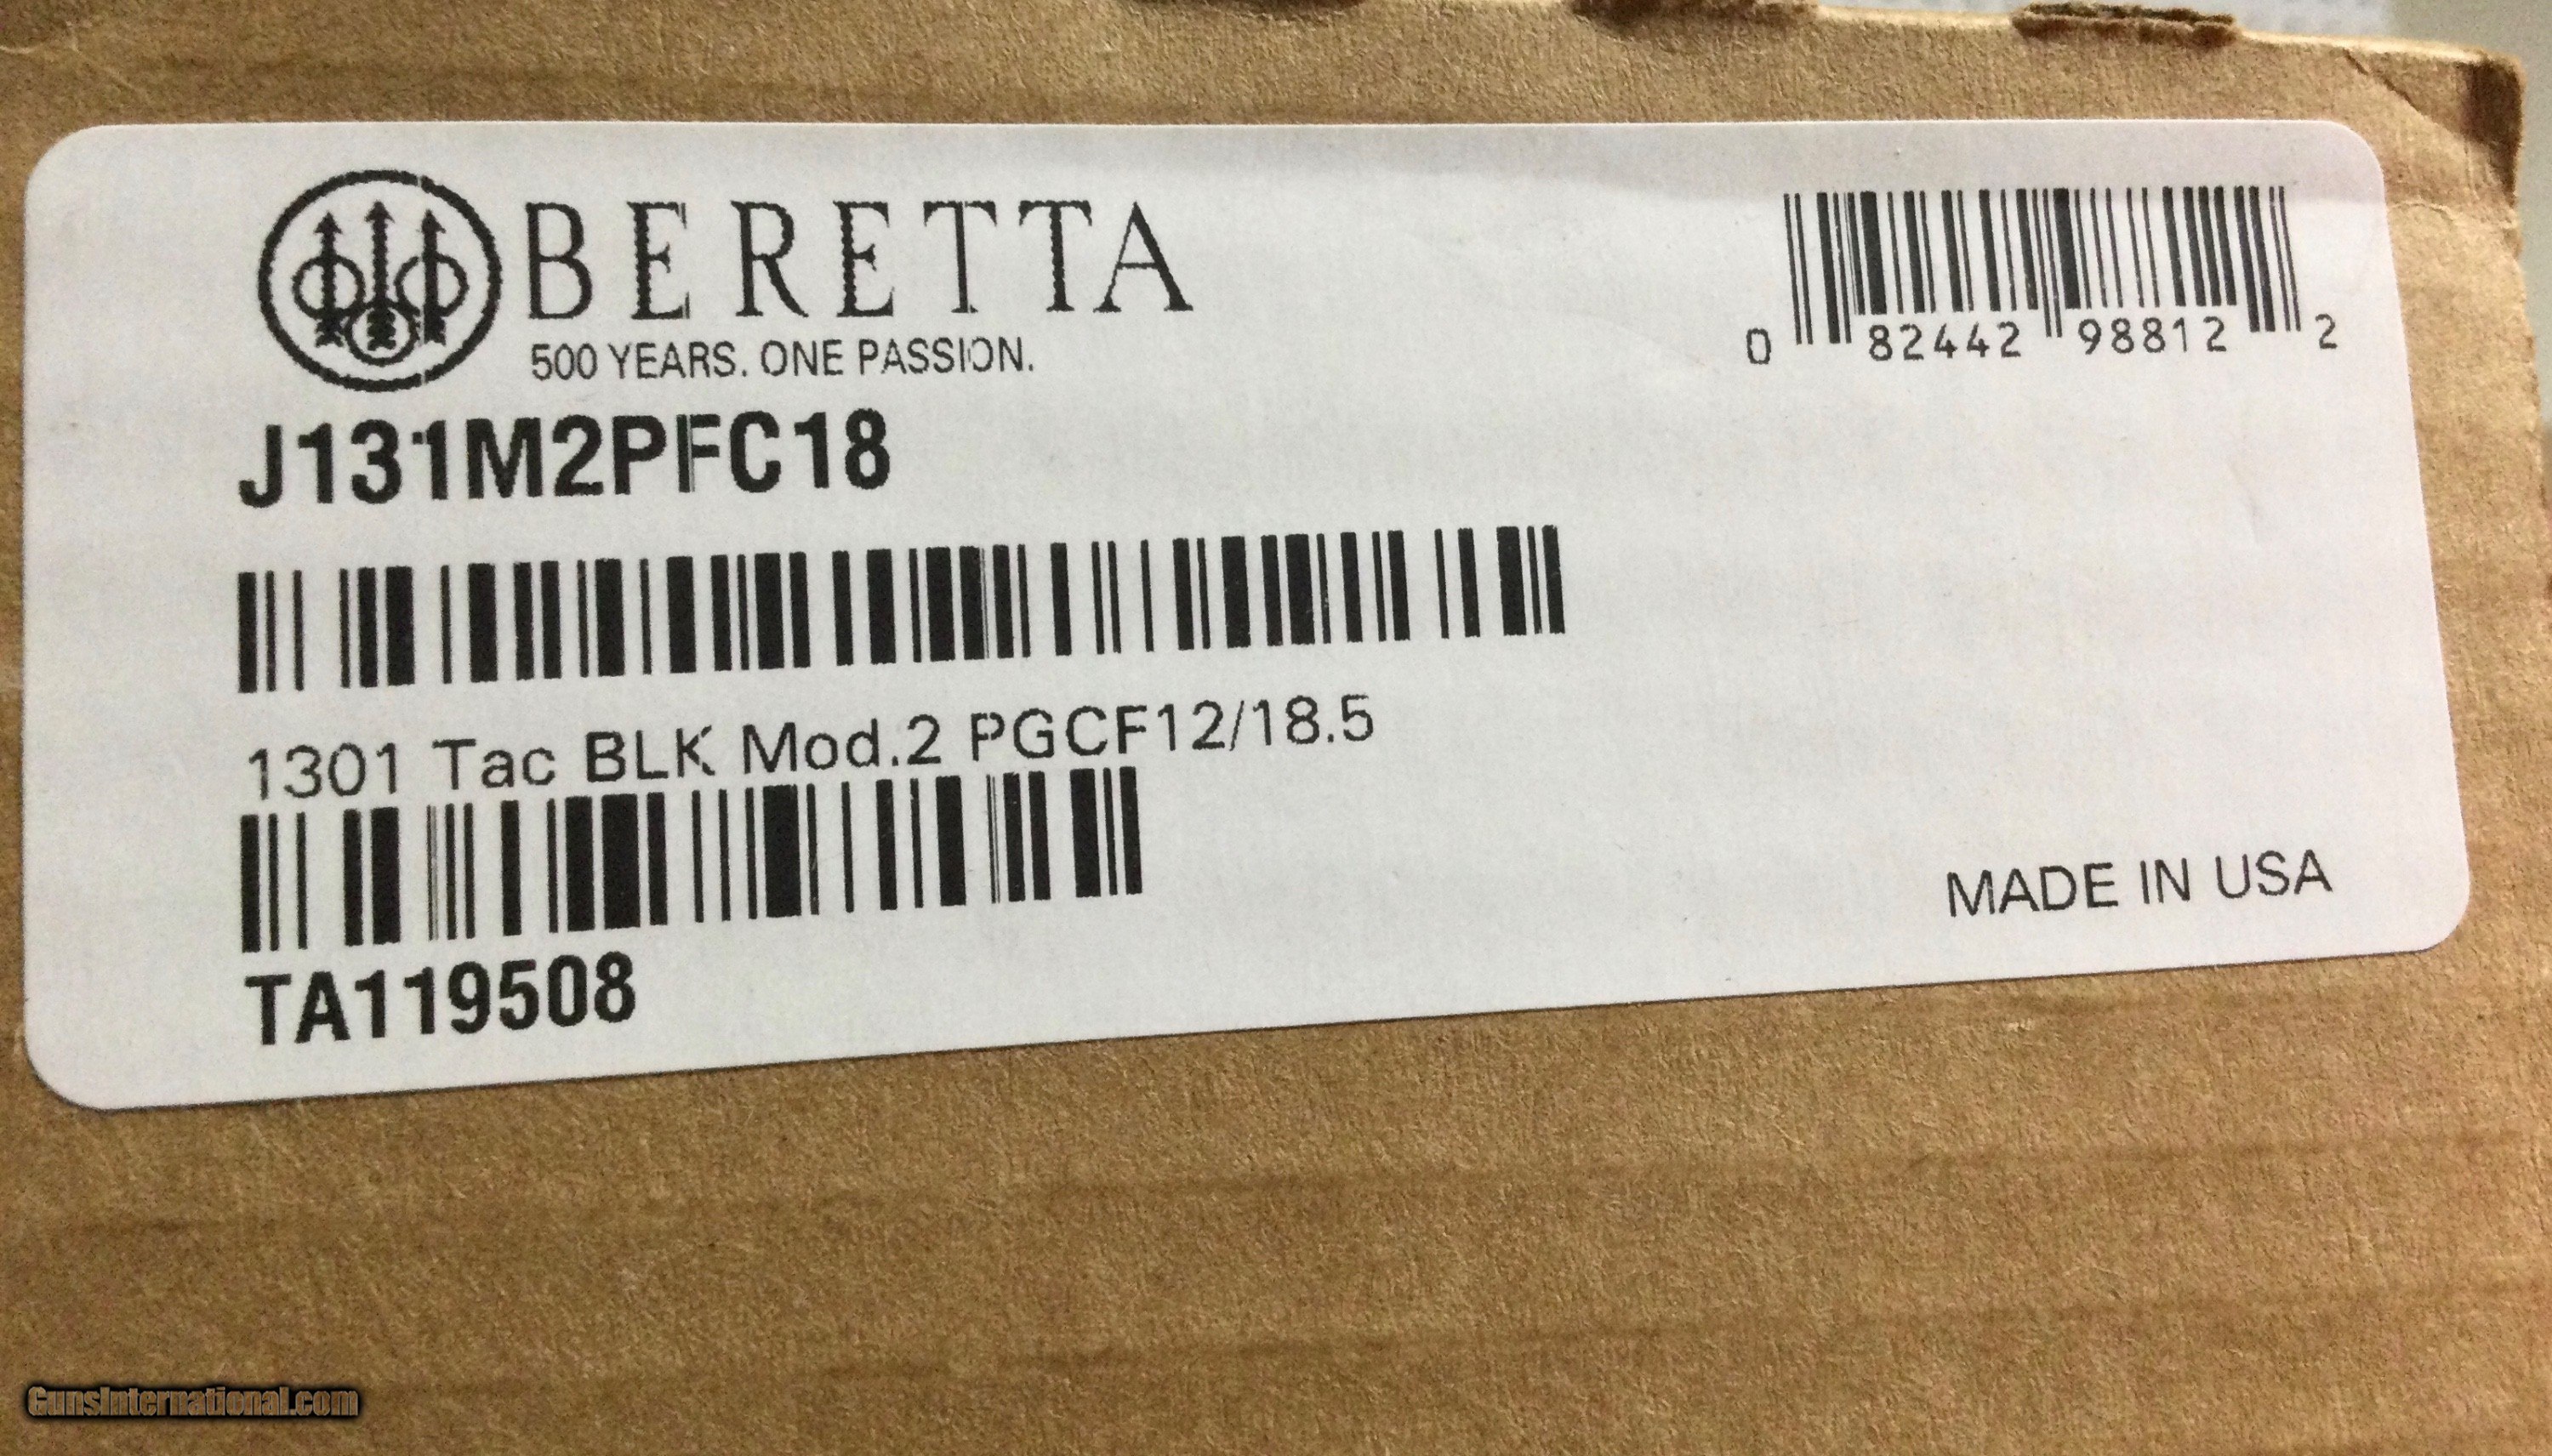 BERETTA
500 YEARS. ONE PASSION.
0 82442 98812 2
J131M2PFC18
1301 Tac BLK Mod.2 PGCF12/18.5
TA119508
MADE IN USA
GunsInternational.com